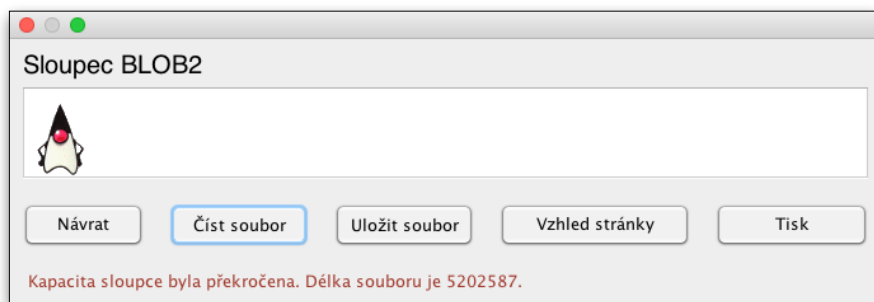 Sloupec BLOB2
Návrat Číst soubor Uložit soubor Vzhled stránky Tisk
Kapacita sloupce byla překročena. Délka souboru je 5202587.